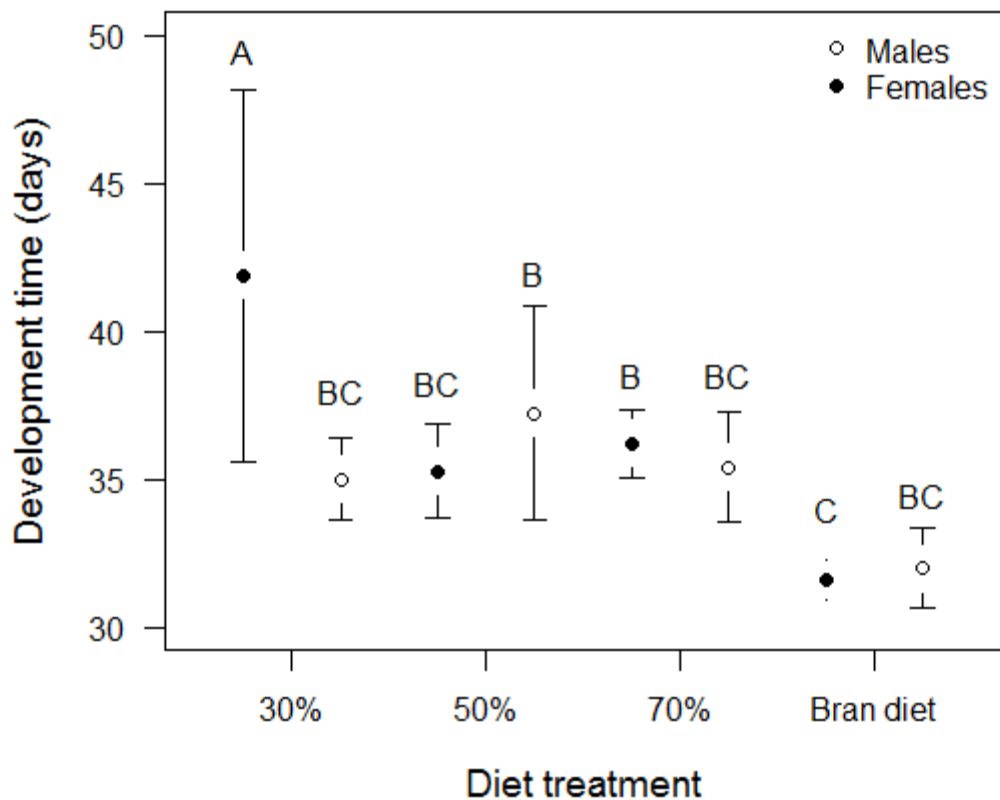 50
45
40
35
30
Development time (days)
A
BC
BC
B
B
BC
C
BC
Males
Females
30%
50%
70%
Bran diet
Diet treatment